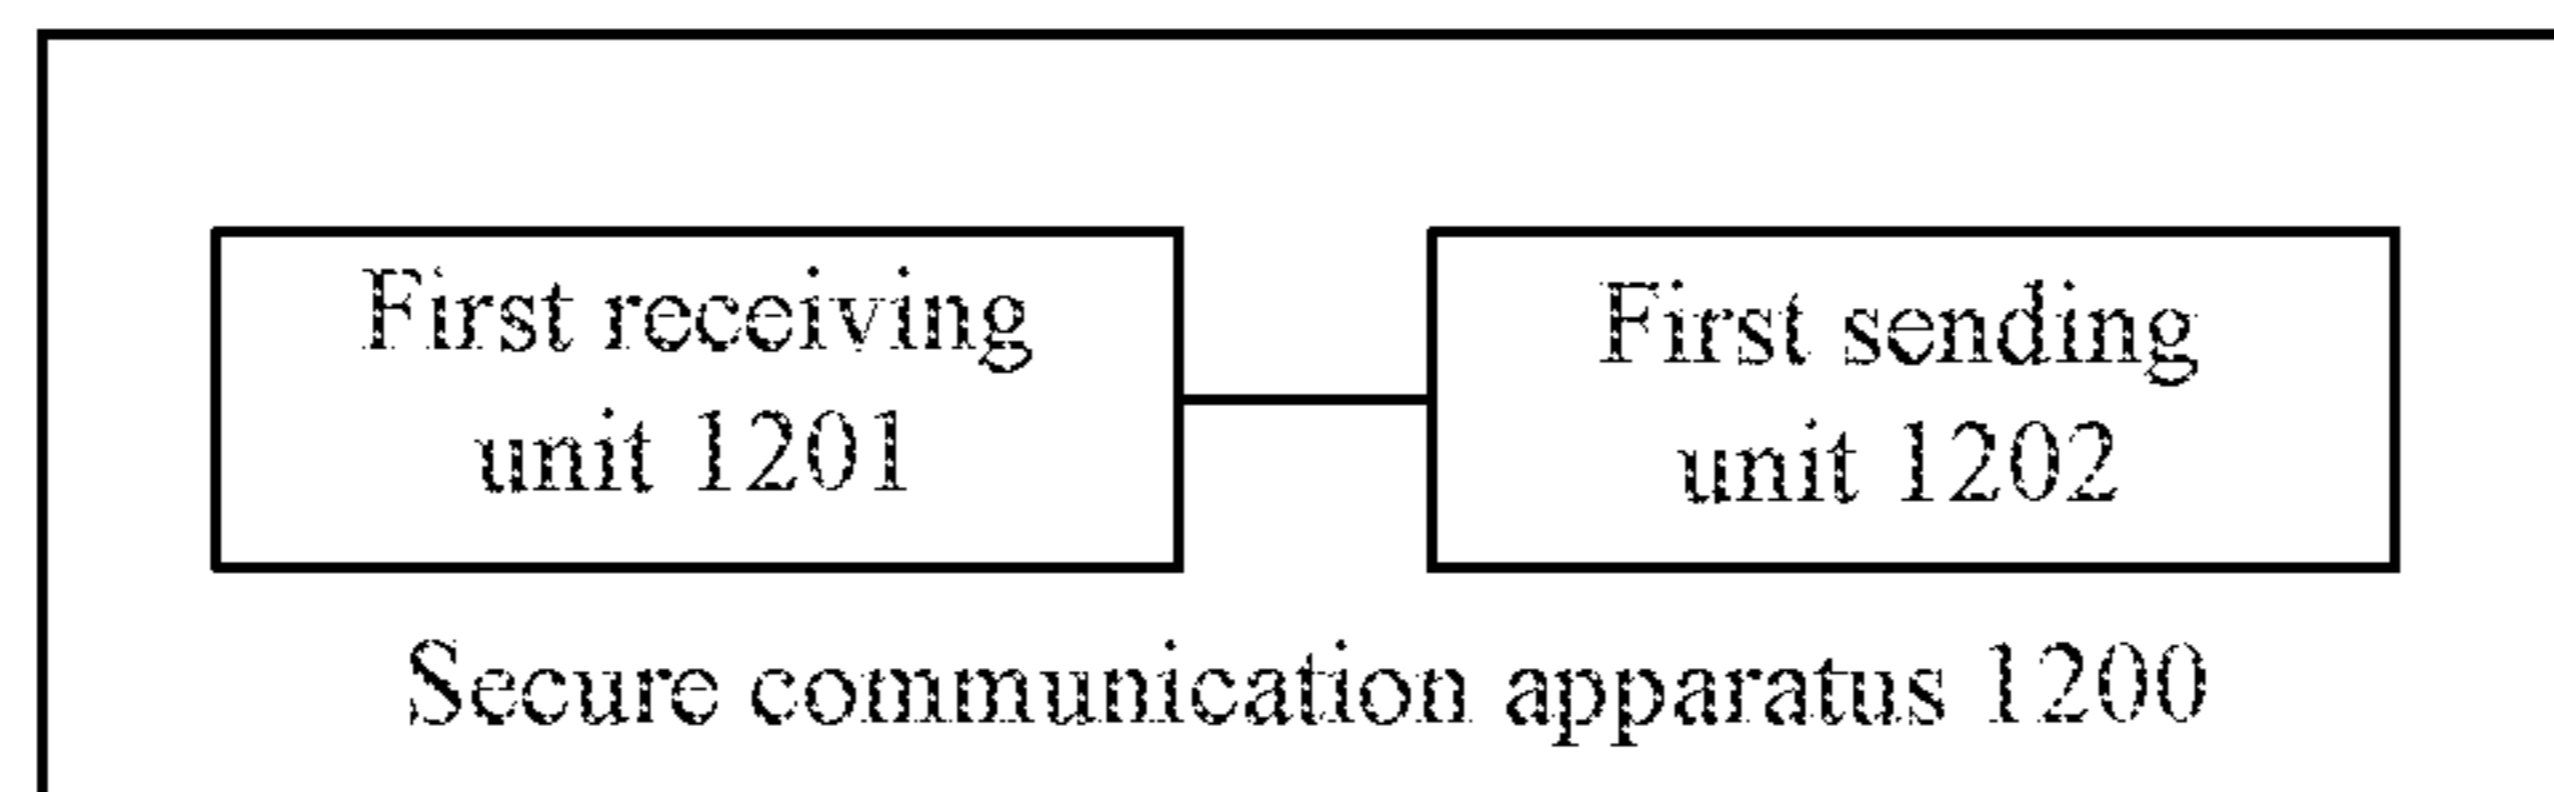 First receiving
unit 1201
First sending
unit 1202
Secure communication apparatus 1200